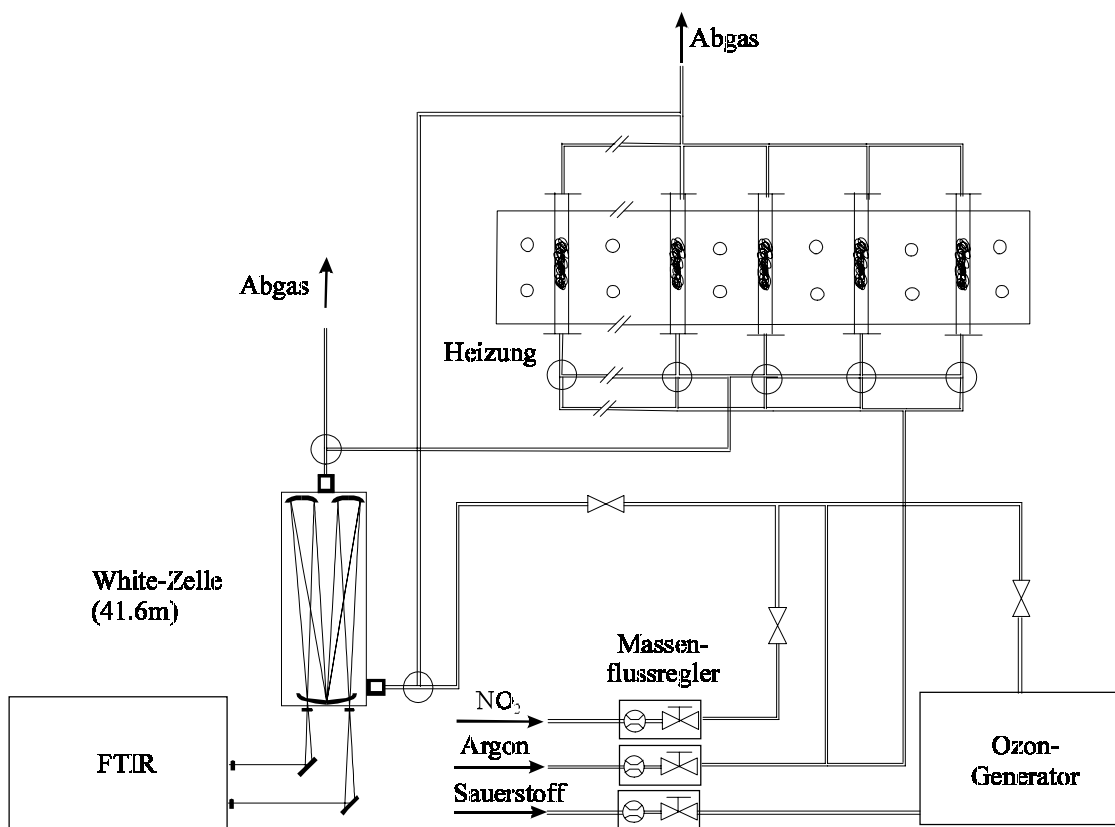 Abgas
Abgas
Heizung
White-Zelle
(41.6m)
Massen-
flussregler
NO₂
Argon
Sauerstoff
FTIR
Ozon-
Generator